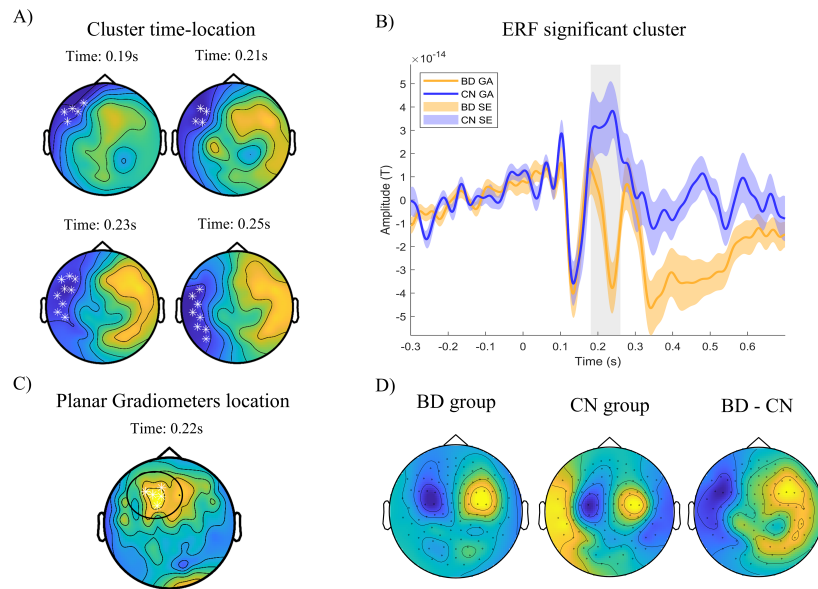 A)
Cluster time-location
Time: 0.19s
Time: 0.21s
Time: 0.23s
Time: 0.25s
B)
ERF significant cluster
×10⁻¹⁴
BD GA
CN GA
BD SE
CN SE
5
4
3
2
1
0
-1
-2
-3
-4
-5
Amplitude (T)
-0.3 -0.2 -0.1 0 0.1 0.2 0.3 0.4 0.5 0.6
Time (s)
C)
Planar Gradiometers location
Time: 0.22s
D)
BD group
CN group
BD - CN